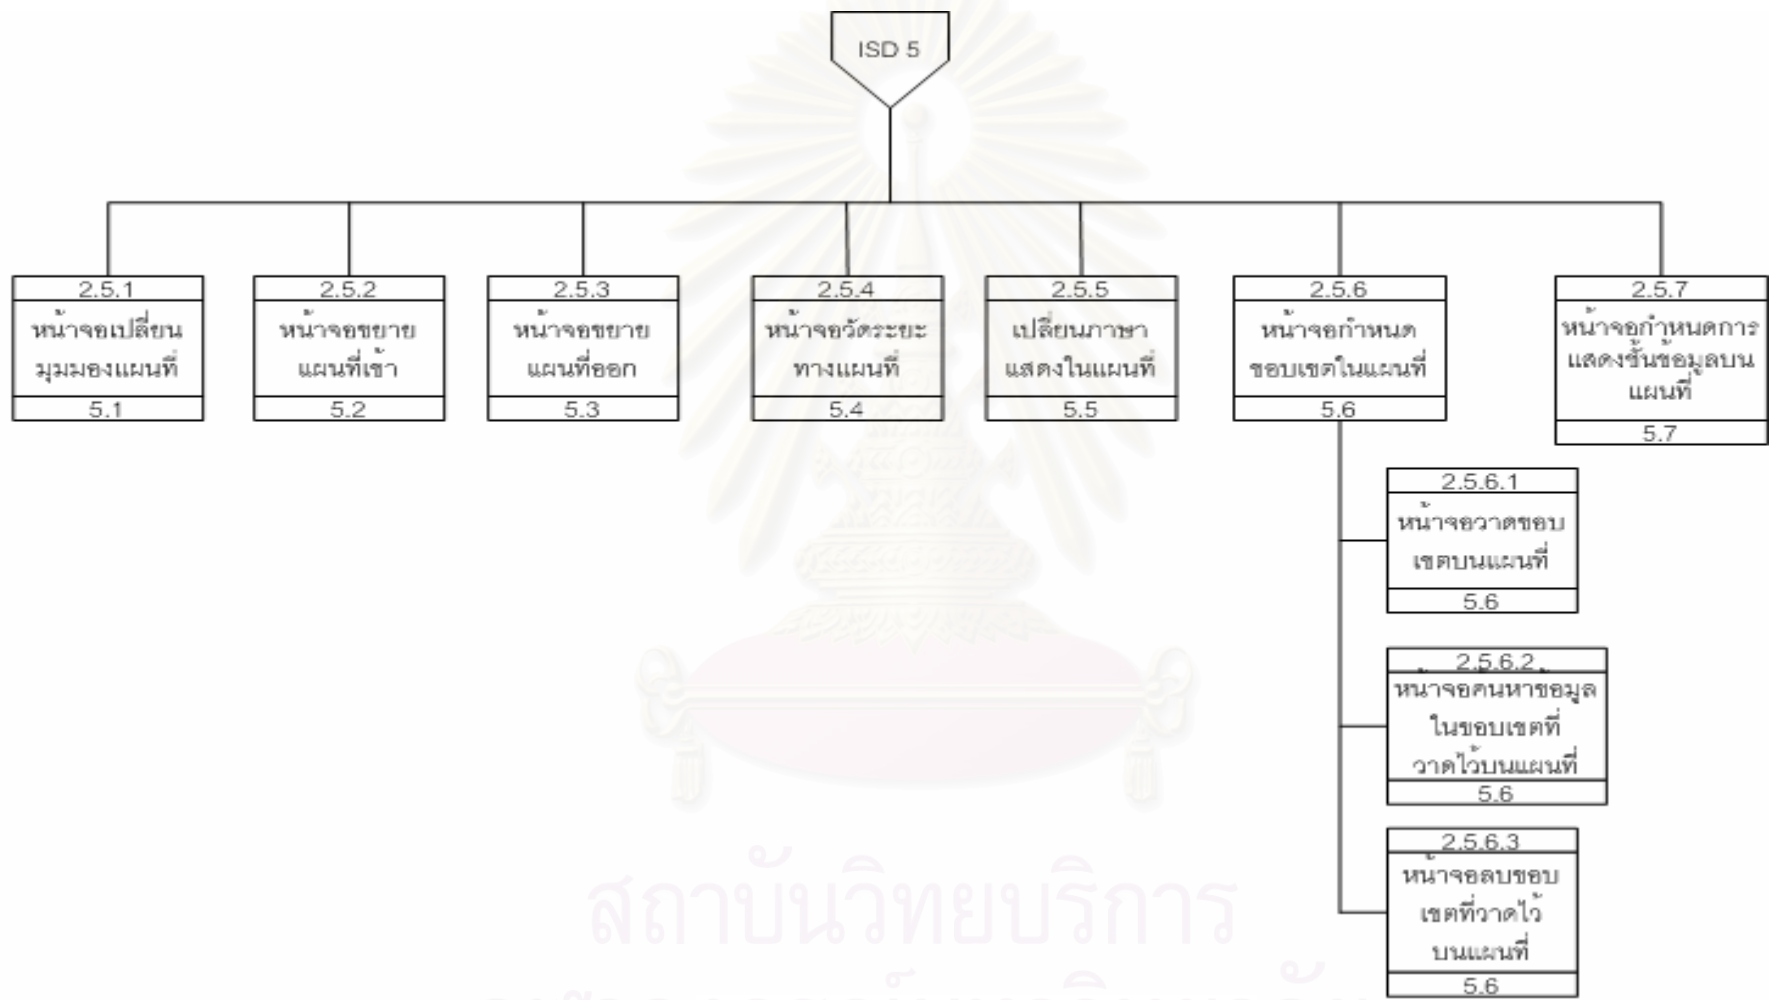 ISD 5
2.5.1
หน้าจอเปลี่ยน
มุมมองแผนที่
5.1
2.5.2
หน้าจอขยาย
แผนที่เข้า
5.2
2.5.3
หน้าจอขยาย
แผนที่ออก
5.3
2.5.4
หน้าจอวัดระยะ
ทางแผนที่
5.4
2.5.5
เปลี่ยนภาษา
แสดงในแผนที่
5.5
2.5.6
หน้าจอกำหนด
ขอบเขตในแผนที่
5.6
2.5.7
หน้าจอกำหนดการ
แสดงชั้นข้อมูลบน
แผนที่
5.7
2.5.6.1
หน้าจอวาดขอบ
เขตบนแผนที่
5.6
2.5.6.2
หน้าจอค้นหาข้อมูล
ในขอบเขตที่
วาดไว้บนแผนที่
5.6
2.5.6.3
หน้าจอลบขอบ
เขตที่วาดไว้
บนแผนที่
5.6
สถาบันวิทยบริการ